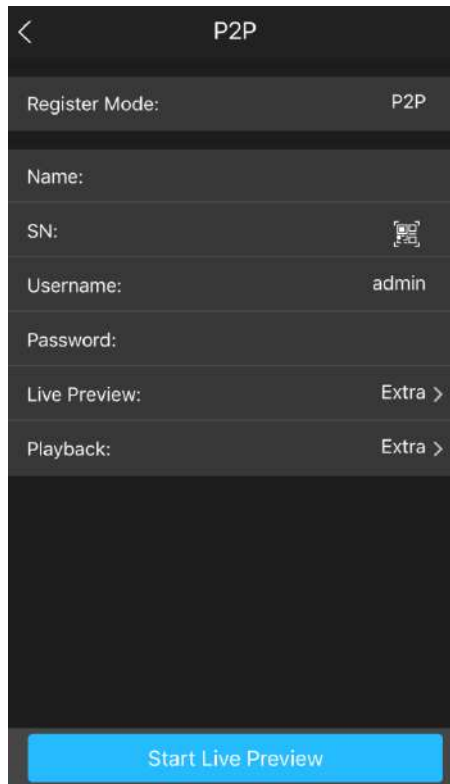 P2P
Register Mode: P2P
Name:
SN:
Username: admin
Password:
Live Preview: Extra >
Playback: Extra >
Start Live Preview